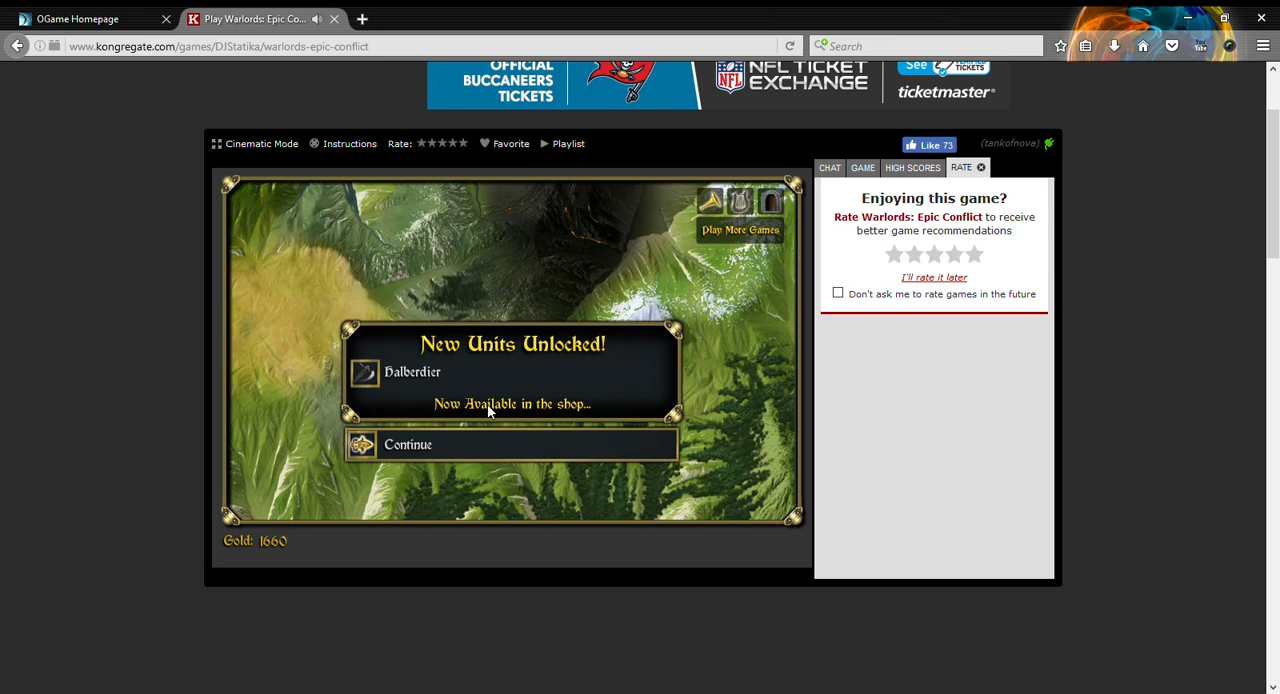 OGame Homepage
Play Warlords: Epic Co...
www.kongregate.com/games/DJStatika/warlords-epic-conflict
Search
You
OFFICIAL
BUCCANEERS
TICKETS
NFL
NFL TICKET
EXCHANGE
See
TICKETS
ticketmaster®
Cinematic Mode
Instructions
Rate:
Favorite
Playlist
Like 73
(tankofnova)
CHAT
GAME
HIGH SCORES
RATE
Play More Games
Enjoying this game?
Rate Warlords: Epic Conflict to receive
better game recommendations
I'll rate it later
Don't ask me to rate games in the future
New Units Unlocked!
Halberdier
Now Available in the shop...
Continue
Gold: 1660